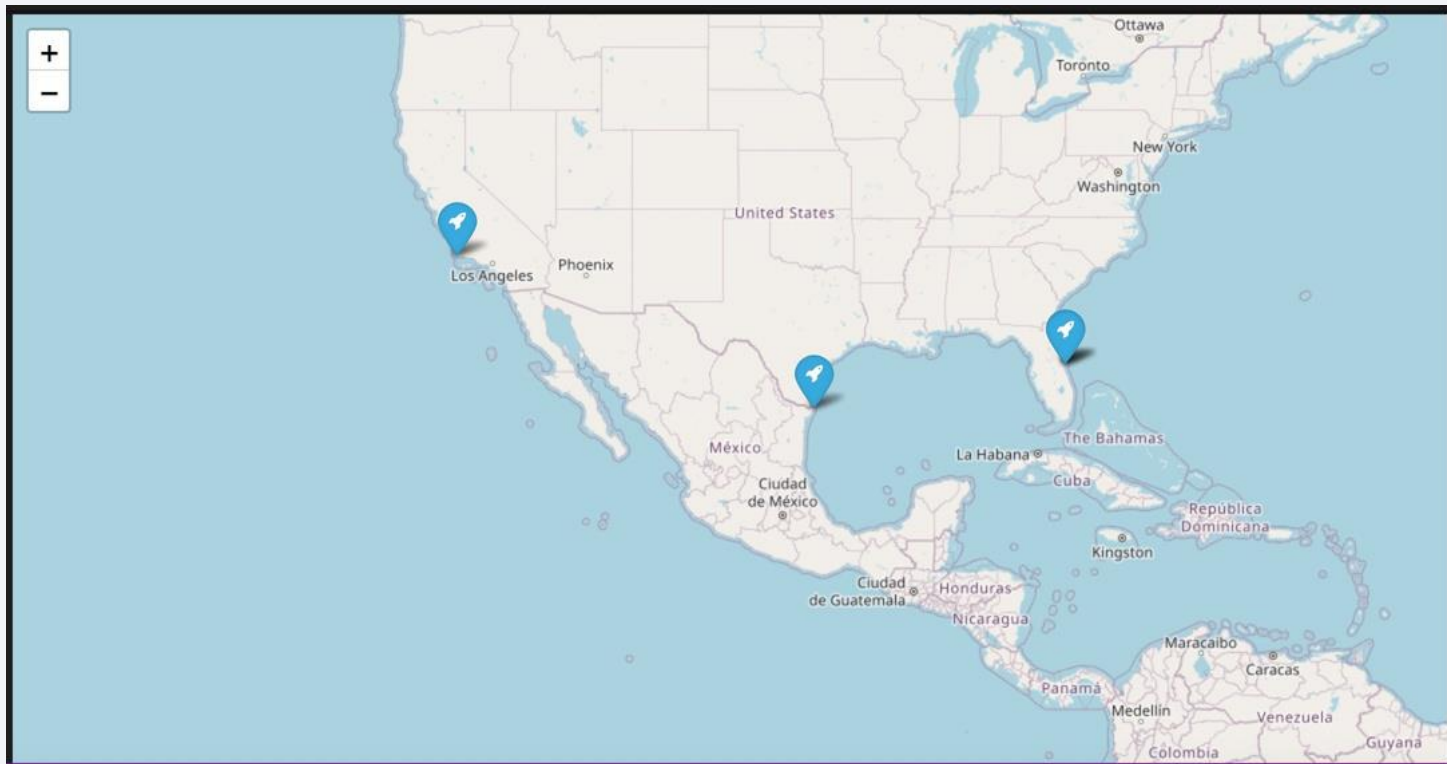 +
−
Ottawa
Toronto
New York
Washington
United States
Los Angeles
Phoenix
México
La Habana
The Bahamas
Cuba
Ciudad
de México
República
Dominicana
Kingston
Ciudad
de Guatemala
Honduras
Nicaragua
Maracaibo
Caracas
Panamá
Medellín
Venezuela
Guyana
Colombia